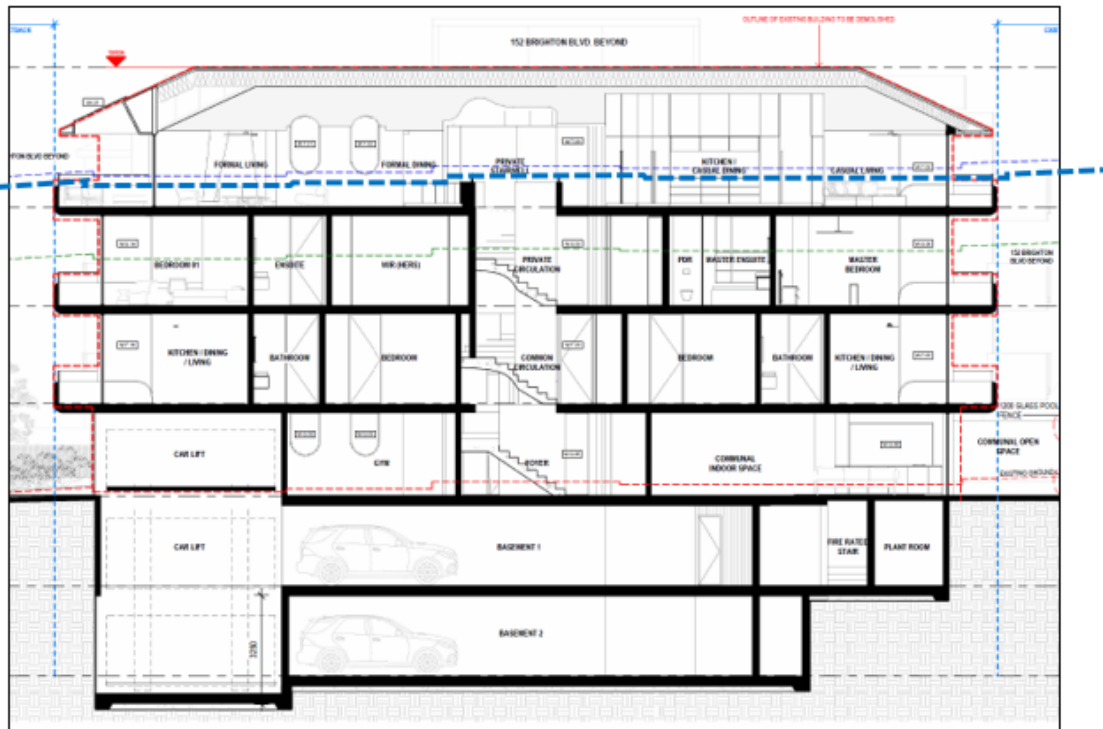 OUTLINE OF EXISTING BUILDING TO BE DEMOLISHED
152 BRIGHTON BLVD. BEYOND
FORMAL LIVING
FORMAL DINING
PRIVATE
STAIRWELL
KITCHEN /
CASUAL DINING
CASUAL LIVING
BEDROOM 01
ENSUITE
WIR (HERS)
PRIVATE
CIRCULATION
PDR
MASTER ENSUITE
MASTER
BEDROOM
152 BRIGHTON
BLVD BEYOND
KITCHEN / DINING
/ LIVING
BATHROOM
BEDROOM
COMMON
CIRCULATION
BEDROOM
BATHROOM
KITCHEN / DINING
/ LIVING
1200 GLASS POOL
FENCE
CAR LIFT
GYM
FOYER
COMMUNAL
INDOOR SPACE
COMMUNAL OPEN
SPACE
EXISTING GROUND
CAR LIFT
BASEMENT 1
FIRE RATED
STAIR
PLANT ROOM
BASEMENT 2
3250